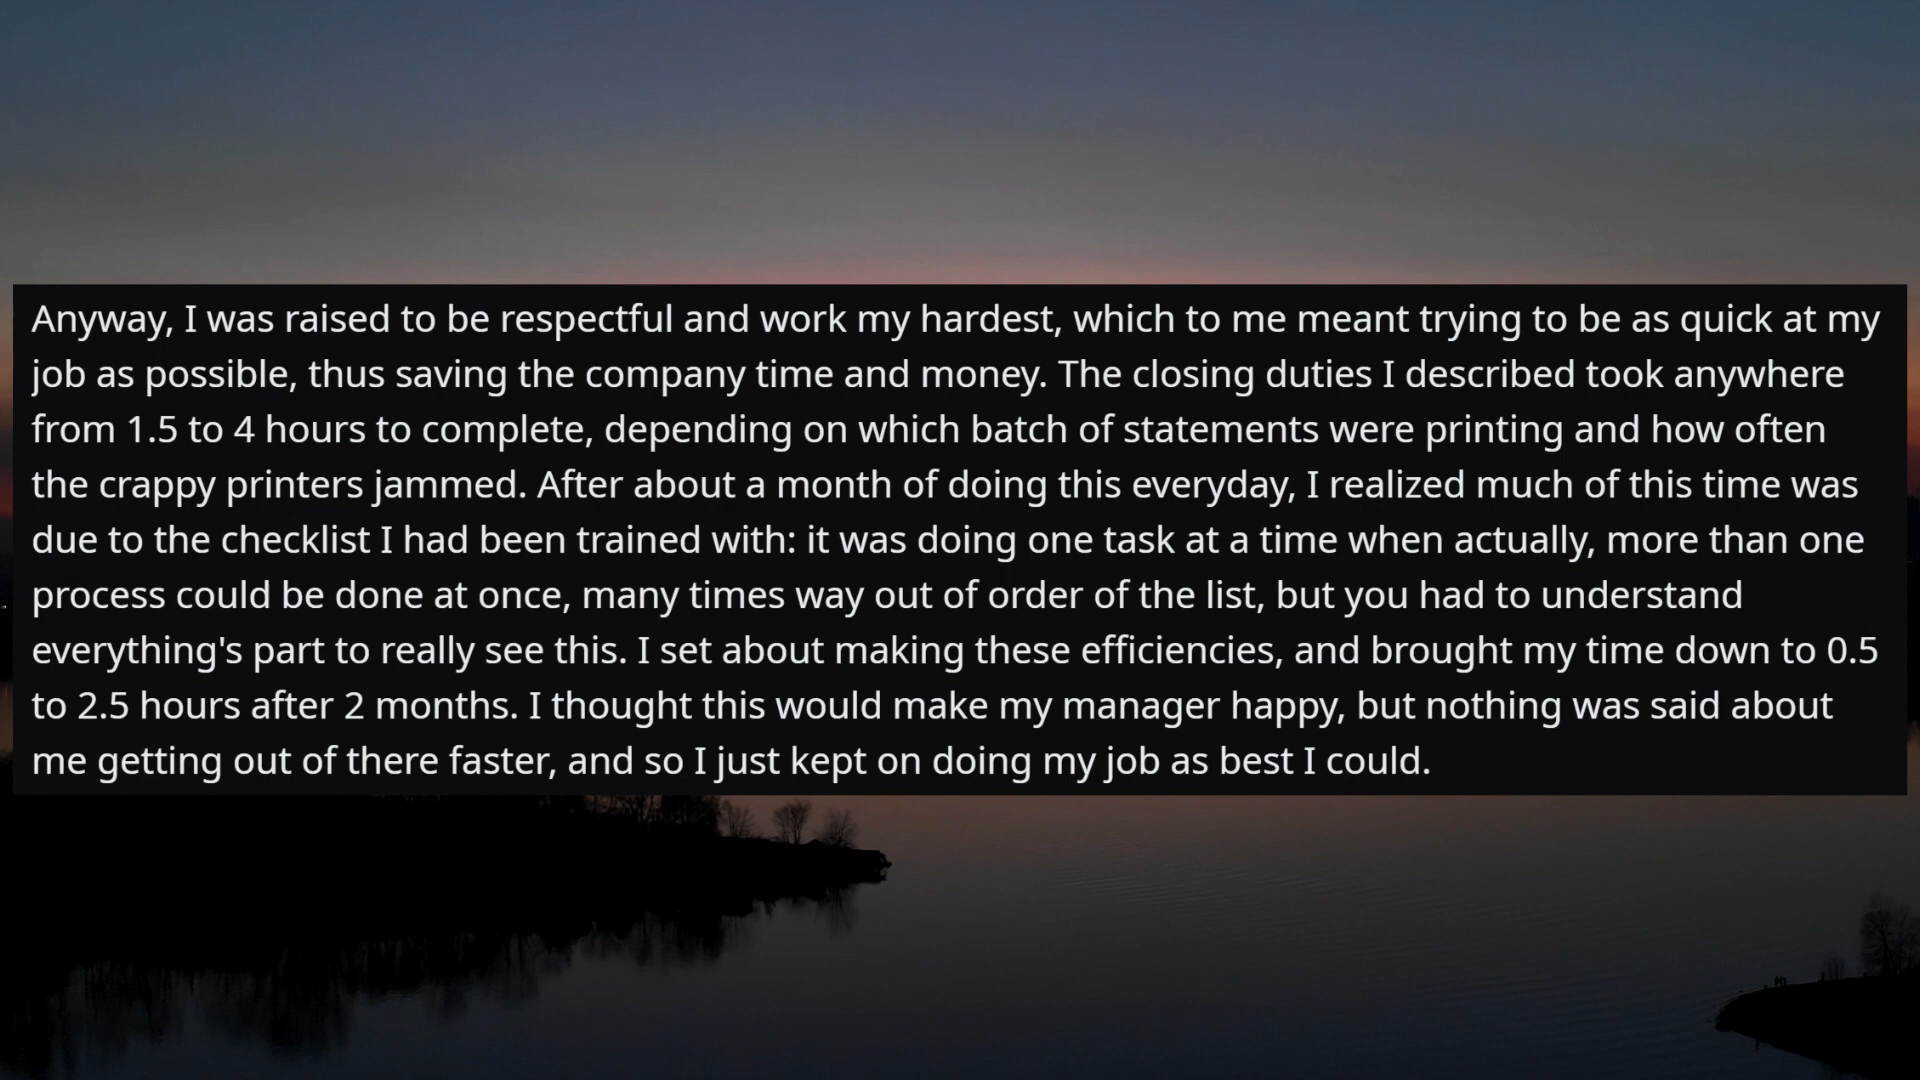 Anyway, I was raised to be respectful and work my hardest, which to me meant trying to be as quick at my
job as possible, thus saving the company time and money. The closing duties I described took anywhere
from 1.5 to 4 hours to complete, depending on which batch of statements were printing and how often
the crappy printers jammed. After about a month of doing this everyday, I realized much of this time was
due to the checklist I had been trained with: it was doing one task at a time when actually, more than one
process could be done at once, many times way out of order of the list, but you had to understand
everything's part to really see this. I set about making these efficiencies, and brought my time down to 0.5
to 2.5 hours after 2 months. I thought this would make my manager happy, but nothing was said about
me getting out of there faster, and so I just kept on doing my job as best I could.